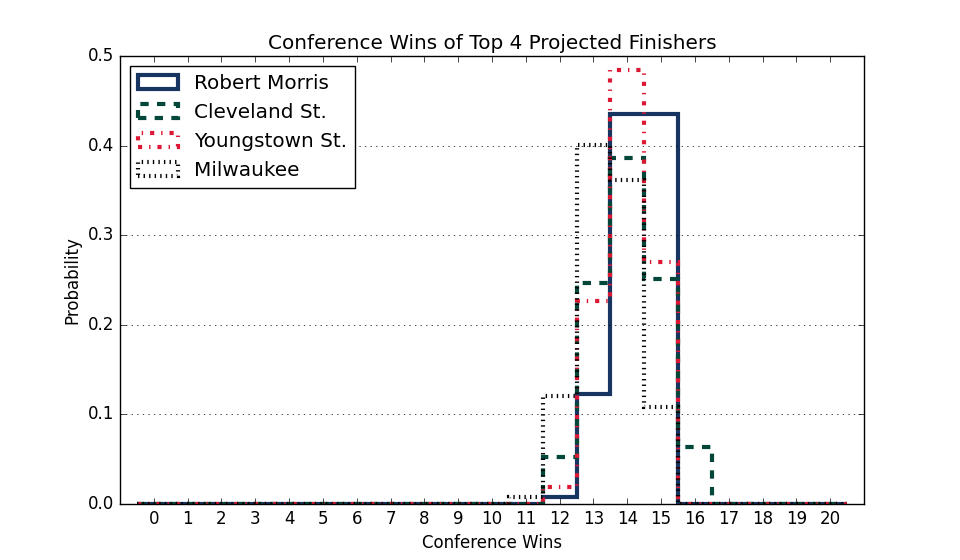 Conference Wins of Top 4 Projected Finishers
0.5
0.4
0.3
0.2
0.1
0.0
Probability
Robert Morris
Cleveland St.
Youngstown St.
Milwaukee
0 1 2 3 4 5 6 7 8 9 10 11 12 13 14 15 16 17 18 19 20
Conference Wins